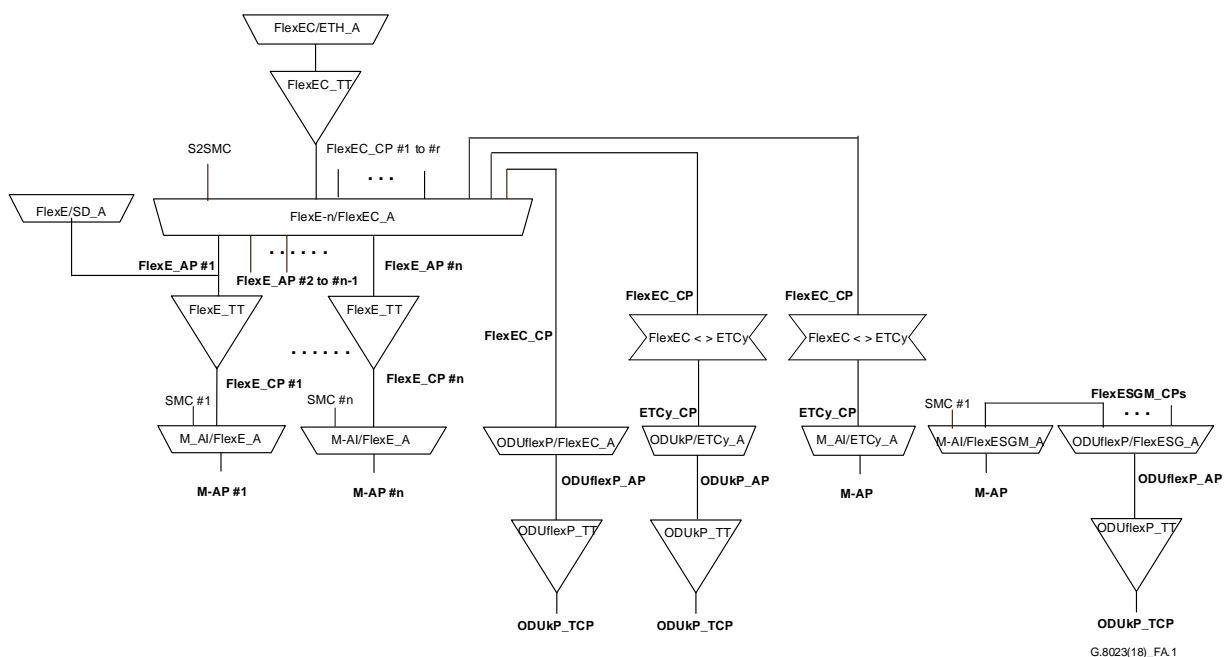 FlexEC/ETH_A
FlexEC_TT
S2SMC
FlexEC_CP #1 to #r
. . .
FlexE/SD_A
FlexE-n/FlexEC_A
. . . . . .
FlexE_AP #1
FlexE_AP #2 to #n-1
FlexE_AP #n
FlexEC_CP
FlexEC_CP
FlexE_TT
FlexE_TT
FlexEC_CP
FlexEC < > ETCy
FlexEC < > ETCy
. . . . . .
FlexE_CP #1
FlexE_CP #n
SMC #1
SMC #n
ETCy_CP
ETCy_CP
SMC #1
FlexESGM_CPs
. . .
M_AI/FlexE_A
M-AI/FlexE_A
ODUflexP/FlexEC_A
ODUkP/ETCy_A
M_AI/ETCy_A
M-AI/FlexESGM_A
ODUflexP/FlexESG_A
M-AP #1
M-AP #n
ODUflexP_AP
ODUkP_AP
M-AP
M-AP
ODUflexP_AP
ODUflexP_TT
ODUkP_TT
ODUflexP_TT
ODUkP_TCP
ODUkP_TCP
ODUkP_TCP
G.8023(18)_FA.1